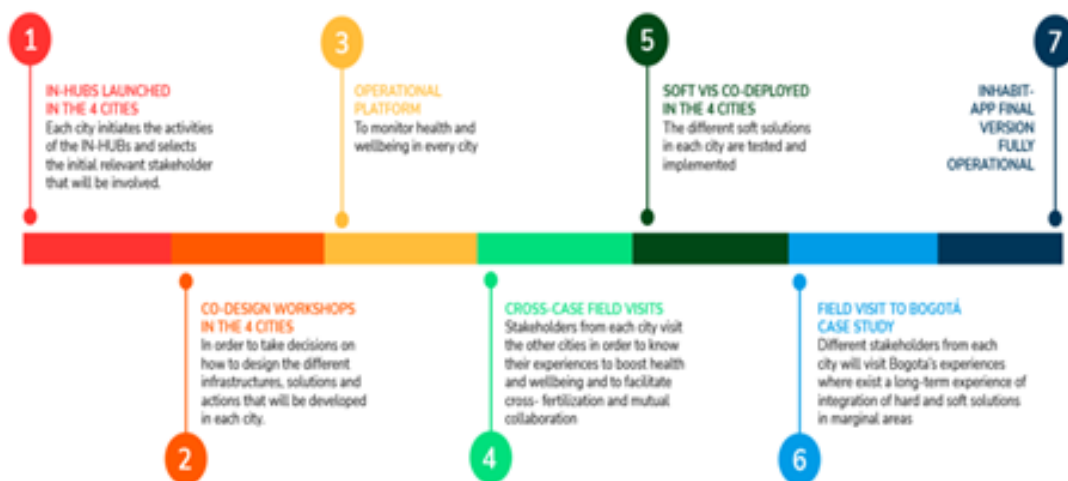 1
IN-HUBS LAUNCHED
IN THE 4 CITIES
Each city initiates the activities
of the IN-HUBs and selects
the initial relevant stakeholder
that will be involved.
3
OPERATIONAL
PLATFORM
To monitor health and
wellbeing in every city
5
SOFT VIS CO-DEPLOYED
IN THE 4 CITIES
The different soft solutions
in each city are tested and
implemented
7
INHABIT-
APP FINAL
VERSION
FULLY
OPERATIONAL
CO-DESIGN WORKSHOPS
IN THE 4 CITIES
In order to take decisions on
how to design the different
infrastructures, solutions and
actions that will be developed
in each city.
2
CROSS-CASE FIELD VISITS
Stakeholders from each city visit
the other cities in order to know
their experiences to boost health
and wellbeing and to facilitate
cross- fertilization and mutual
collaboration
4
FIELD VISIT TO BOGOTÁ
CASE STUDY
Different stakeholders from each
city will visit Bogota's experiences
where exist a long-term experience of
integration of hard and soft solutions
in marginal areas
6